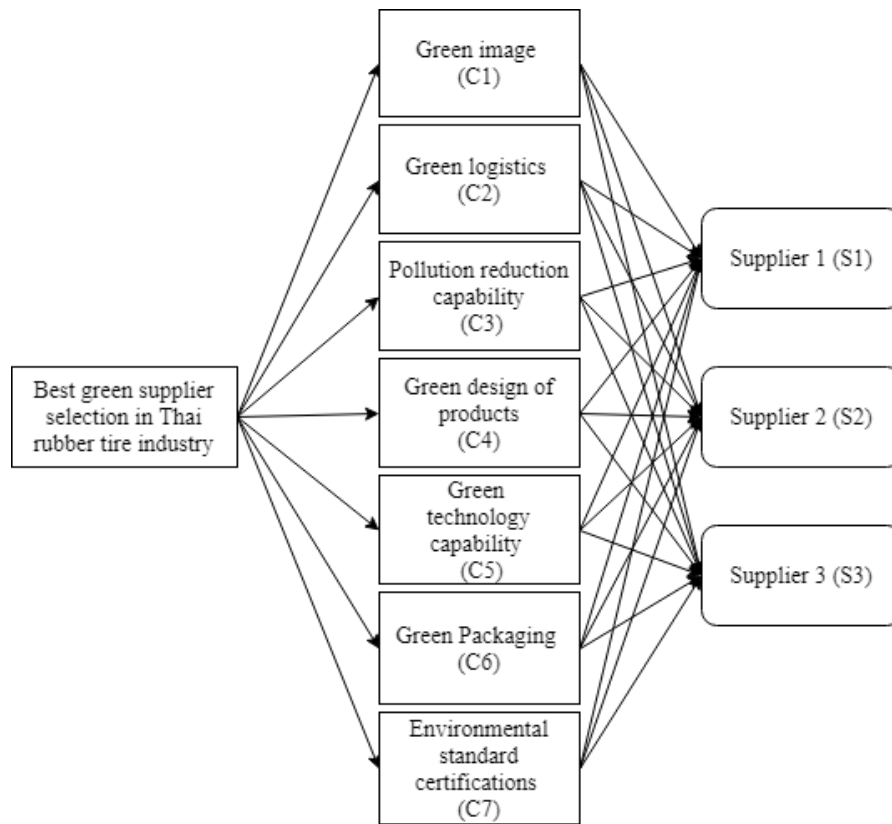 Best green supplier
selection in Thai
rubber tire industry
Green image
(C1)
Green logistics
(C2)
Pollution reduction
capability
(C3)
Green design of
products
(C4)
Green
technology
capability
(C5)
Green Packaging
(C6)
Environmental
standard
certifications
(C7)
Supplier 1 (S1)
Supplier 2 (S2)
Supplier 3 (S3)